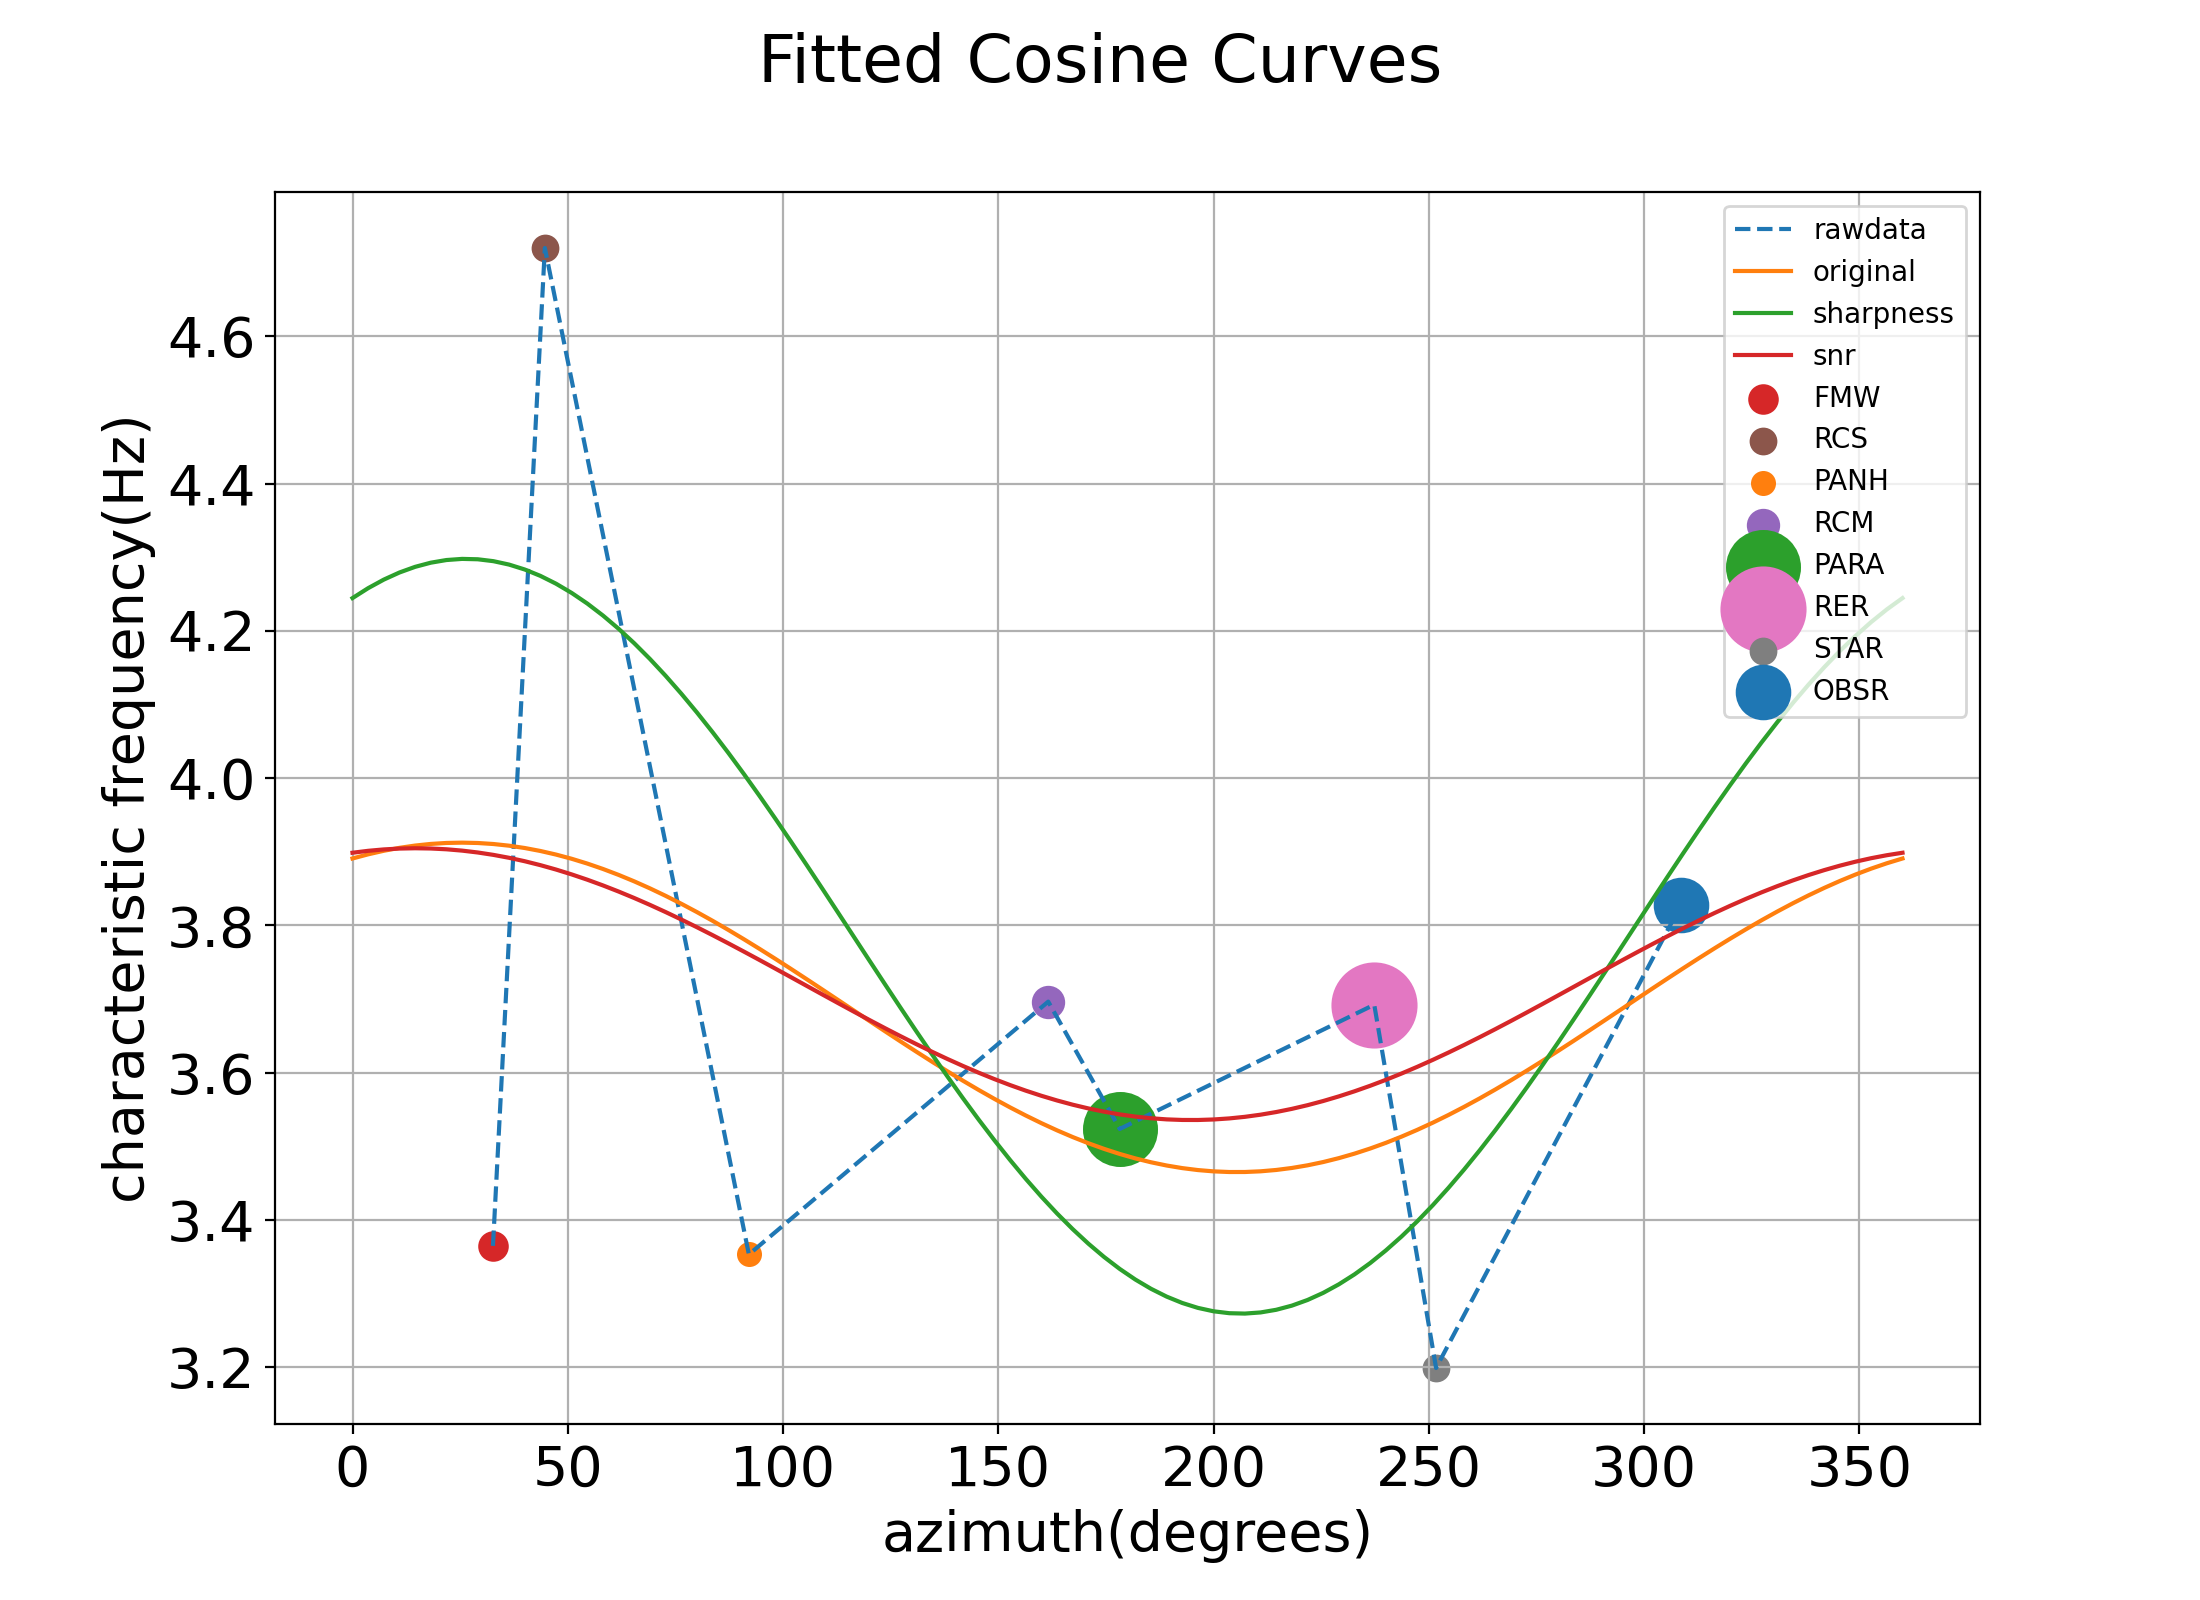 Fitted Cosine Curves
characteristic frequency(Hz)
4.6
4.4
4.2
4.0
3.8
3.6
3.4
3.2
rawdata
original
sharpness
snr
FMW
RCS
PANH
RCM
PARA
RER
STAR
OBSR
0 50 100 150 200 250 300 350
azimuth(degrees)